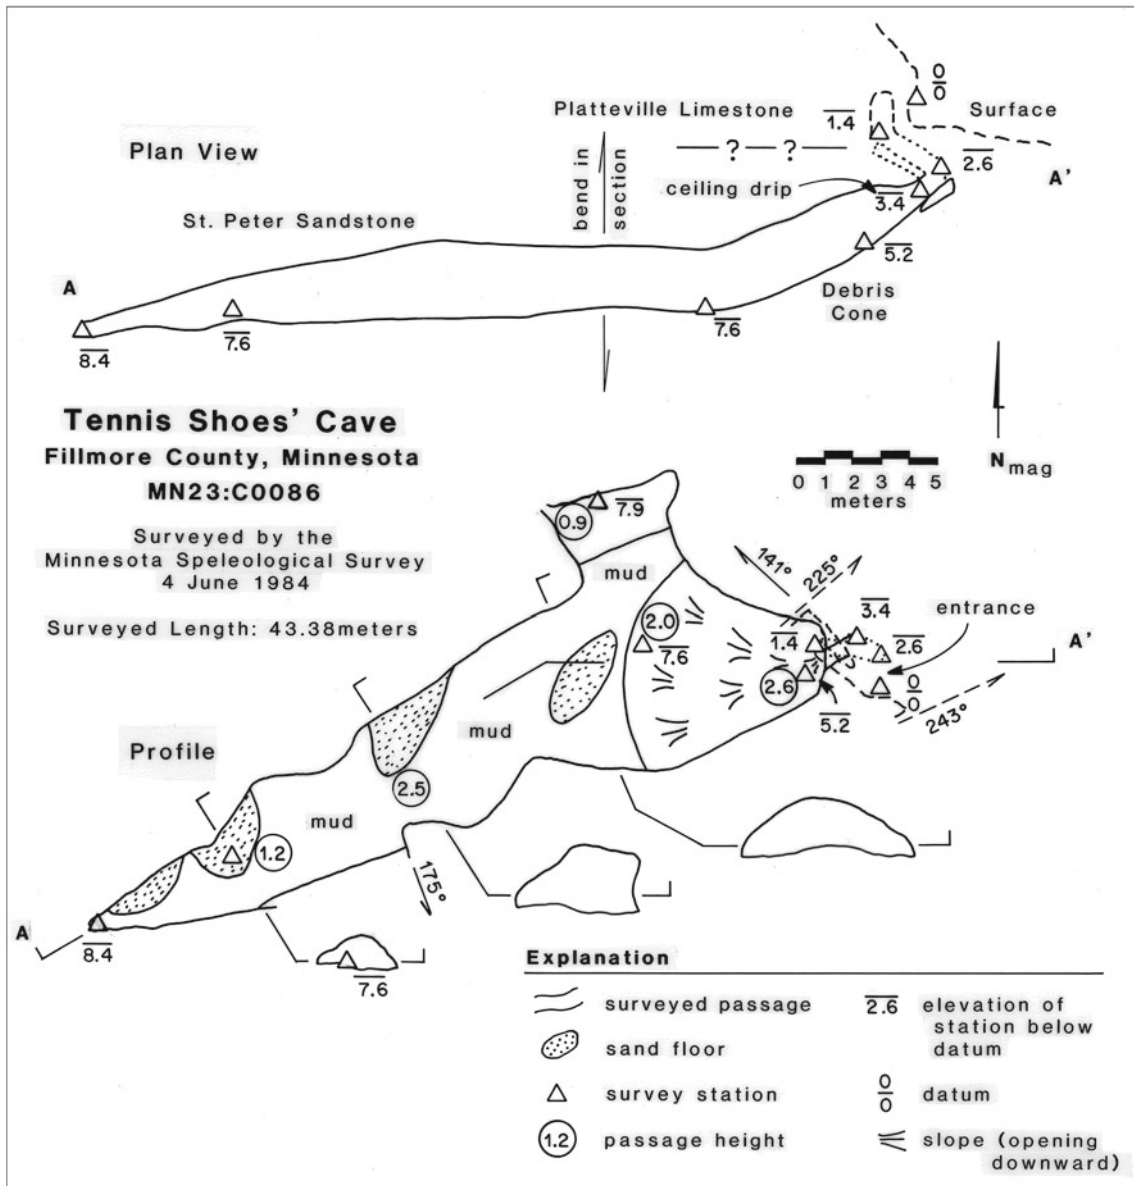 Plan View
Platteville Limestone
Surface
0
0
1.4
2.6
A'
— ? — ? —
ceiling drip
3.4
bend in
section
St. Peter Sandstone
5.2
A
Debris
Cone
7.6
7.6
8.4
Tennis Shoes' Cave
Fillmore County, Minnesota
MN23:C0086
Surveyed by the
Minnesota Speleological Survey
4 June 1984
Surveyed Length: 43.38meters
N mag
0 1 2 3 4 5
meters
0.9
7.9
mud
141°
225°
2.0
7.6
1.4
3.4
entrance
2.6
A'
2.6
0
0
5.2
243°
mud
Profile
2.5
mud
1.2
175°
A
8.4
7.6
Explanation
surveyed passage
sand floor
survey station
1.2 passage height
2.6 elevation of
station below
datum
0
0 datum
slope (opening
downward)